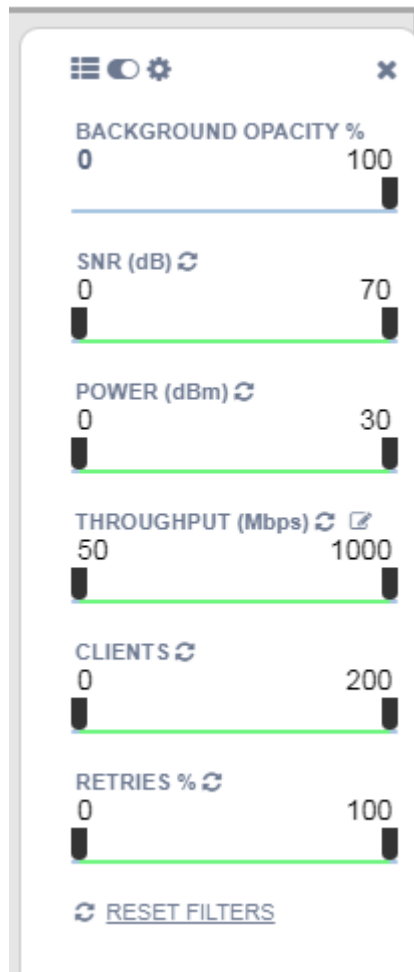 BACKGROUND OPACITY %
0 100
SNR (dB)
0 70
POWER (dBm)
0 30
THROUGHPUT (Mbps)
50 1000
CLIENTS
0 200
RETRIES %
0 100
RESET FILTERS